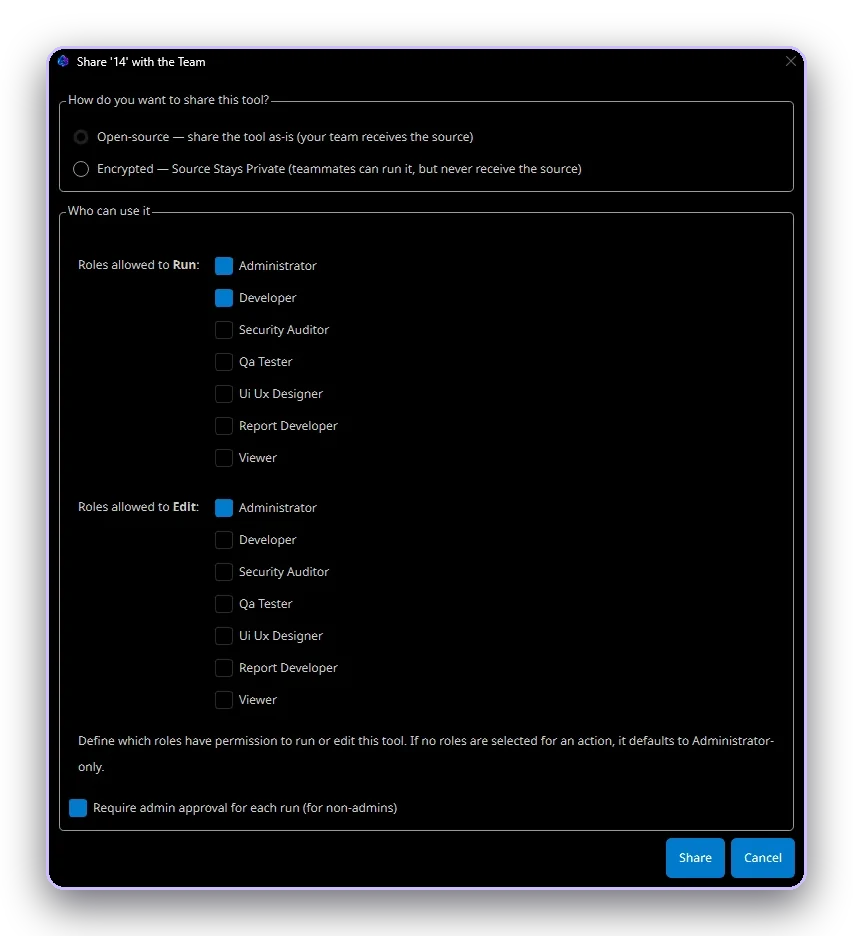 Share '14' with the Team
How do you want to share this tool?
Open-source — share the tool as-is (your team receives the source)
Encrypted — Source Stays Private (teammates can run it, but never receive the source)
Who can use it
Roles allowed to Run:
Administrator
Developer
Security Auditor
Qa Tester
Ui Ux Designer
Report Developer
Viewer
Roles allowed to Edit:
Administrator
Developer
Security Auditor
Qa Tester
Ui Ux Designer
Report Developer
Viewer
Define which roles have permission to run or edit this tool. If no roles are selected for an action, it defaults to Administrator-
only.
Require admin approval for each run (for non-admins)
Share
Cancel